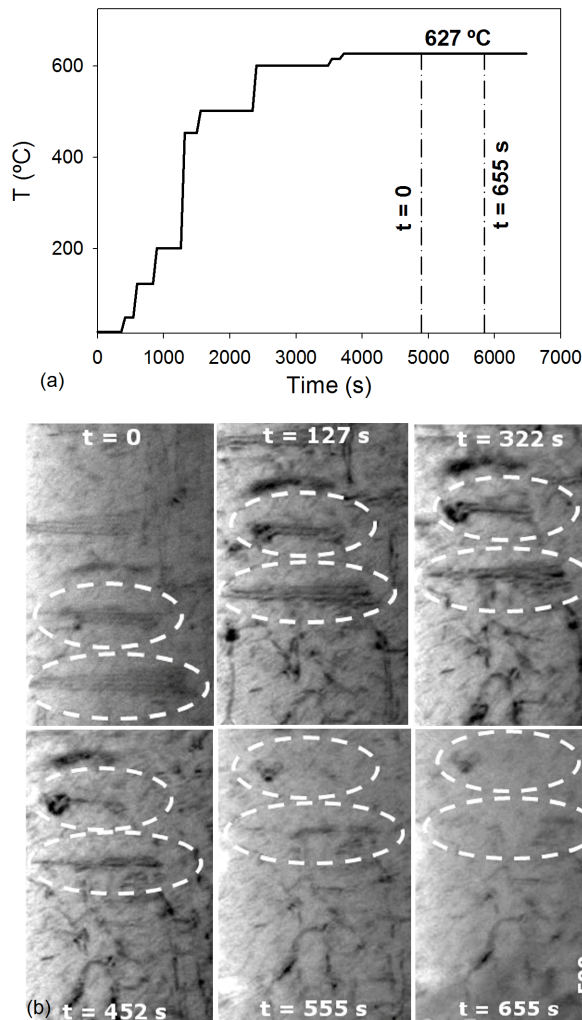 627 ºC
600
400
200
T (ºC)
t = 0
t = 655 s
0
1000
2000
3000
4000
5000
6000
7000
Time (s)
(a)
t = 0
t = 127 s
t = 322 s
(b)
t = 452 s
t = 555 s
t = 655 s